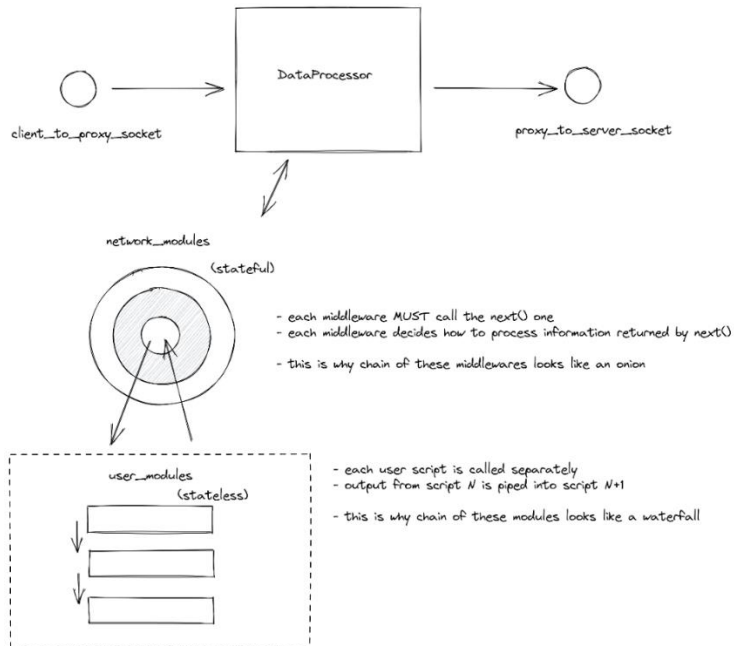 DataProcessor
client_to_proxy_socket
proxy_to_server_socket
network_modules
(stateful)
- each middleware MUST call the next() one
- each middleware decides how to process information returned by next()
- this is why chain of these middlewares looks like an onion
user_modules
(stateless)
- each user script is called separately
- output from script N is piped into script N+1
- this is why chain of these modules looks like a waterfall